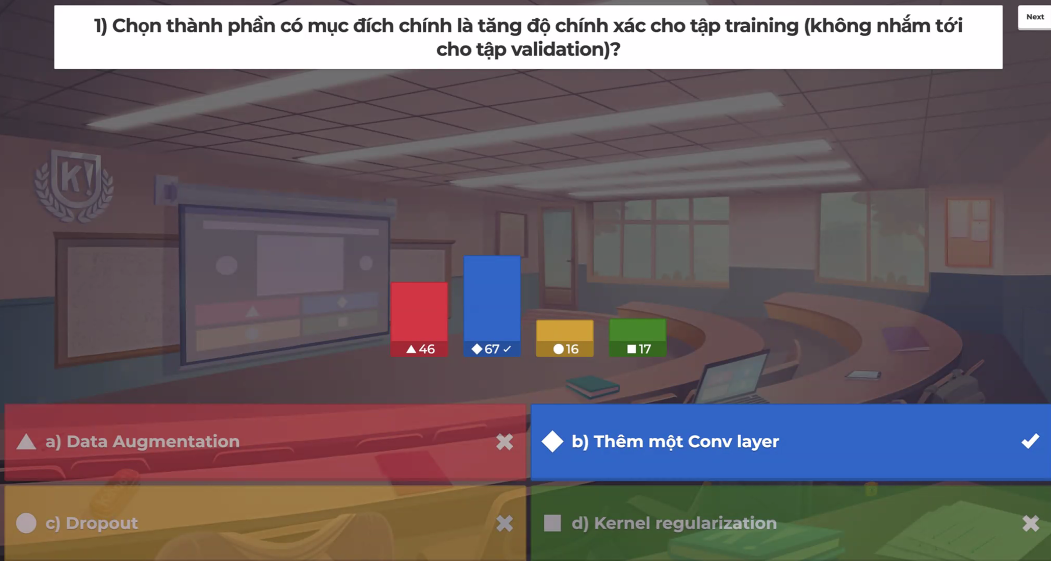 1) Chọn thành phần có mục đích chính là tăng độ chính xác cho tập training (không nhắm tới
cho tập validation)?
Next
K!
46
67
16
17
a) Data Augmentation
b) Thêm một Conv layer
c) Dropout
d) Kernel regularization